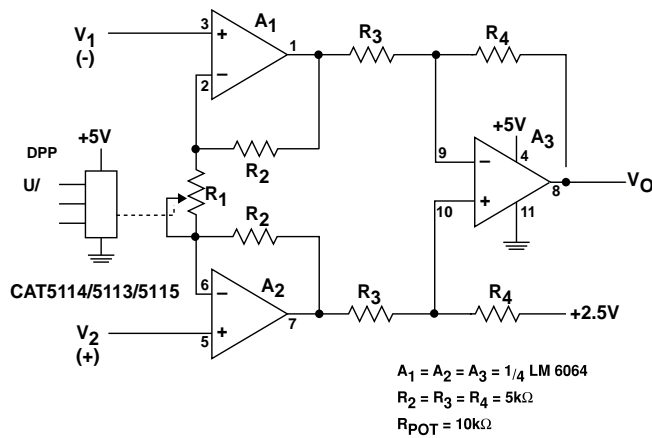 A1
3
V1
+
1
R3
R4
(-)
–
2
+5V
A3
+5V
DPP
R2
9
–
4
U/
R1
VO
8
10
+
11
R2
6
–
A2
CAT5114/5113/5115
7
R3
R4
+2.5V
V2
+
5
(+)
A1 = A2 = A3 = 1/4 LM 6064
R2 = R3 = R4 = 5kΩ
RPOT = 10kΩ